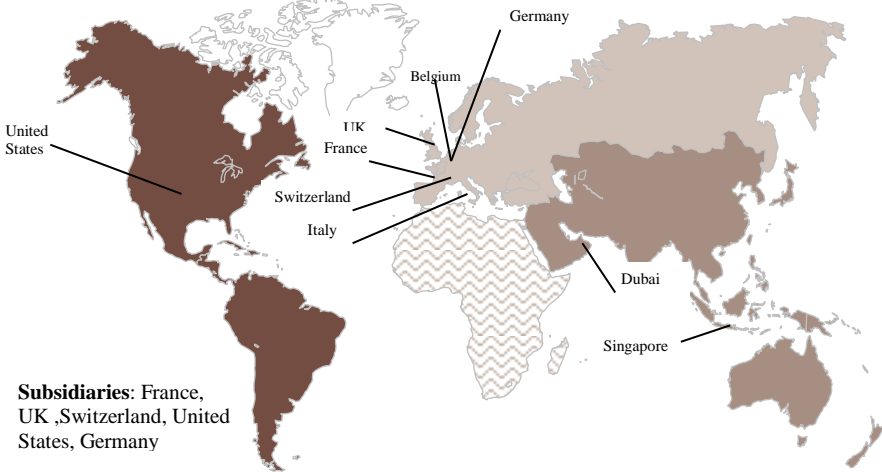 Germany
Belgium
UK
France
United
States
Switzerland
Italy
Dubai
Singapore
Subsidiaries: France,
UK ,Switzerland, United
States, Germany